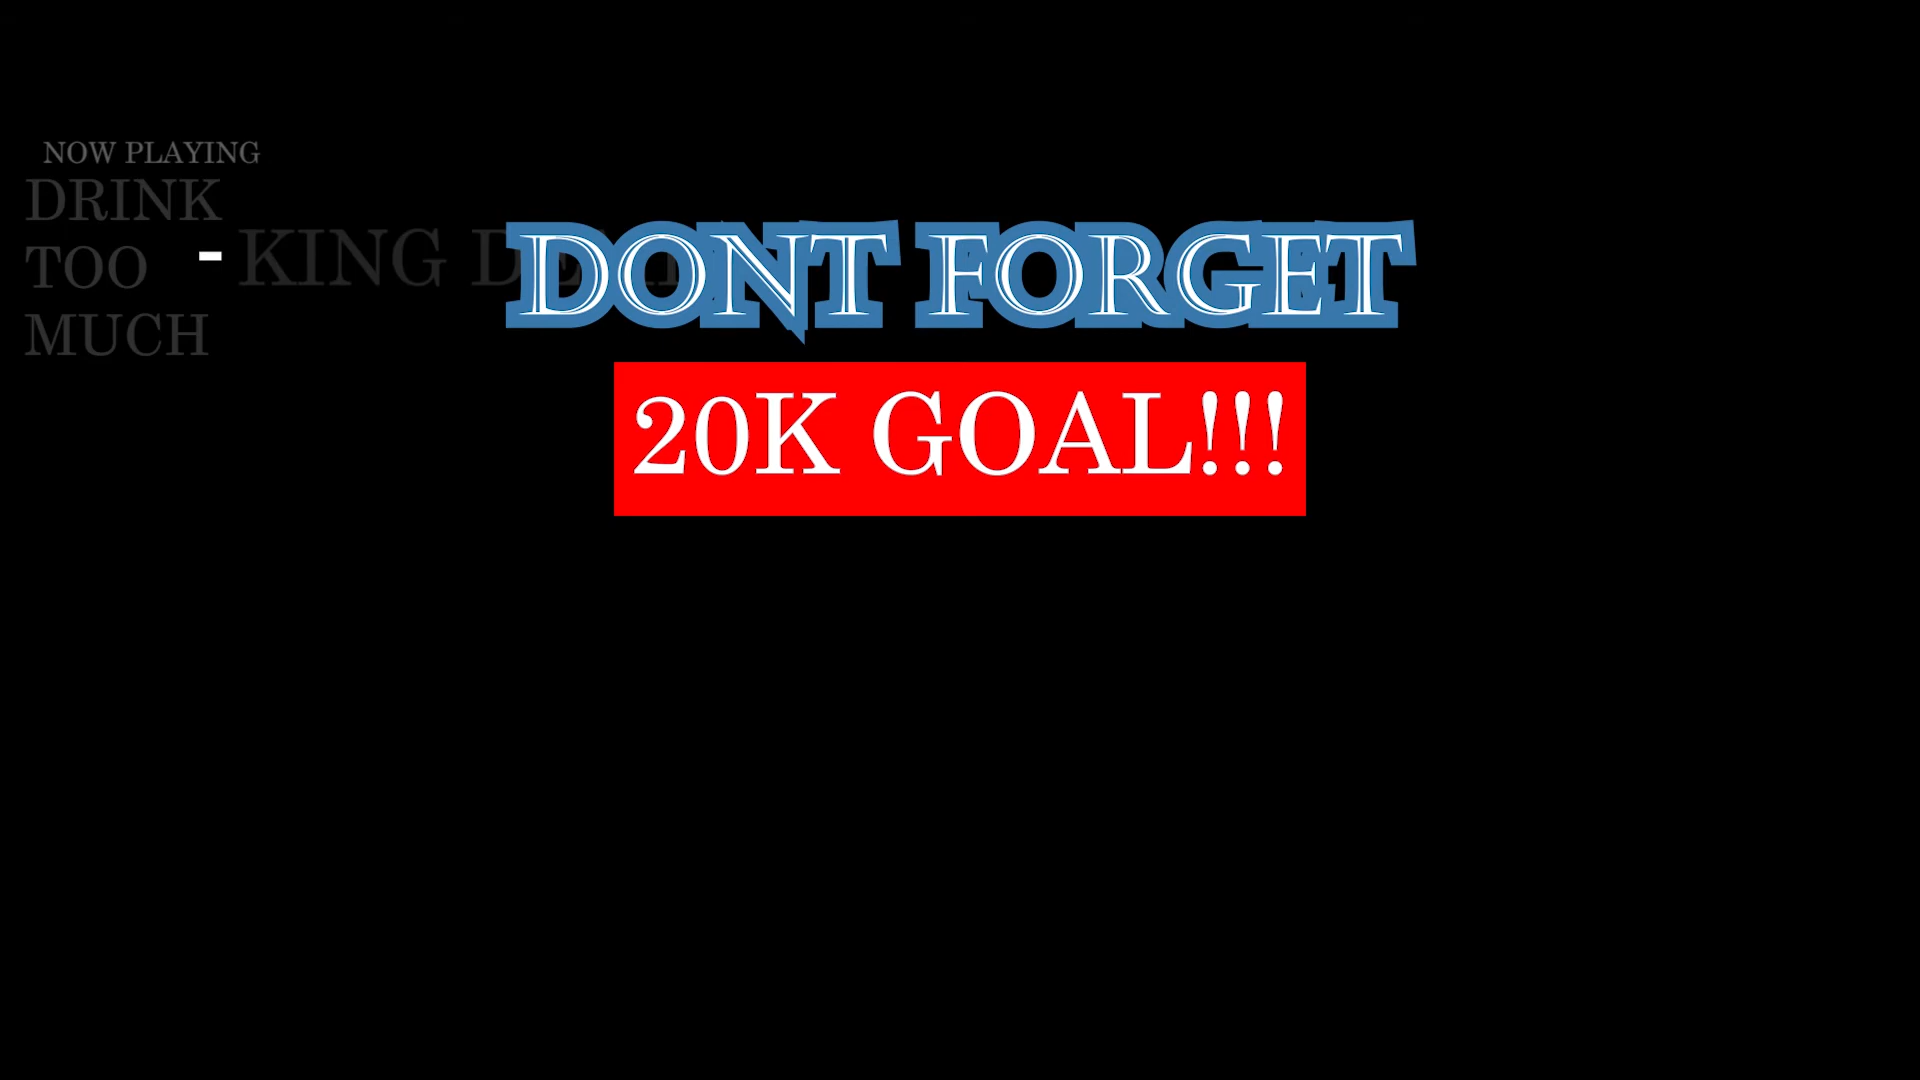 NOW PLAYING
DRINK
TOO
MUCH
- KING
DONT FORGET
20K GOAL!!!